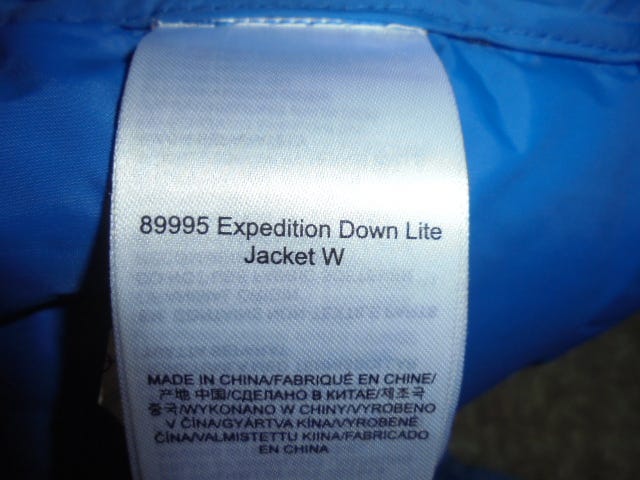 89995 Expedition Down Lite
Jacket W
MADE IN CHINA/FABRIQUÉ EN CHINE/
产地 中国/СДЕЛАНО В КИТАЕ/제조국
중국/WYKONANO W CHINY/VYROBENO
V ČÍNA/GYÁRTVA KÍNA/VYROBENÉ
ČÍNA/VALMISTETTU KIINA/FABRICADO
EN CHINA